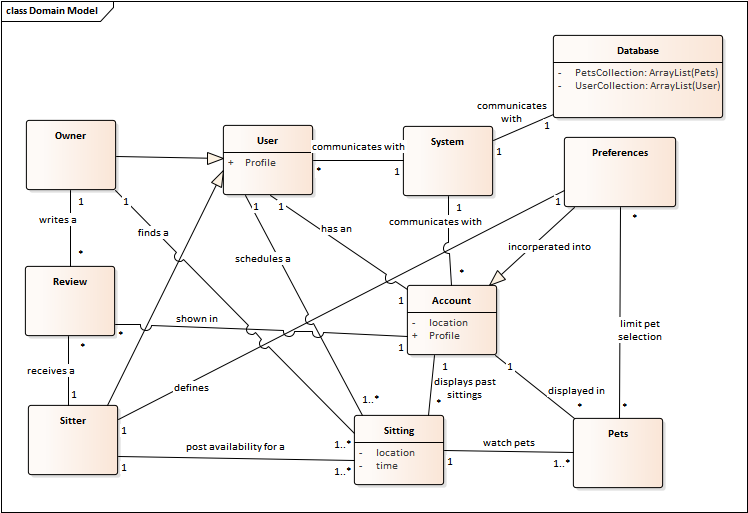 class Domain Model
Database
- PetsCollection: ArrayList(Pets)
- UserCollection: ArrayList(User)
communicates
with
1
1
Owner
User
+ Profile
communicates with
*
1
System
Preferences
1
1
1
1
1
1
*
writes a
finds a
schedules a
has an
communicates with
incorperated into
*
*
Review
Account
- location
+ Profile
1
shown in
*
1
*
limit pet
selection
receives a
1
defines
1
1
displays past
sittings
*
displayed in
*
*
1..*
Sitter
1
Sitting
- location
- time
Pets
post availability for a
1..*
1
1..*
watch pets
1
1..*